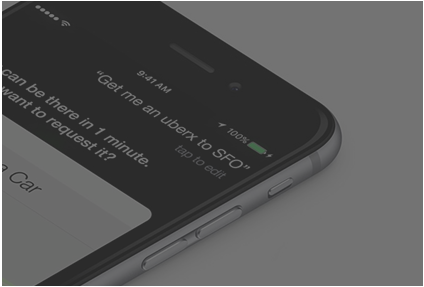 9:41 AM
100%
“Get me an uberx to SFO”
tap to edit
can be there in 1 minute.
want to request it?
a Car